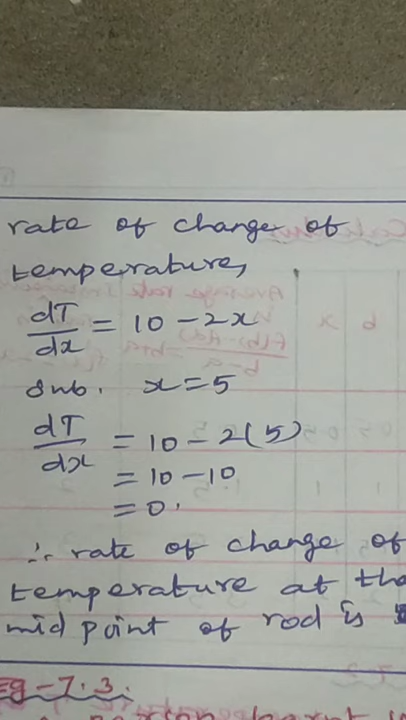 rate of change of
temperature,
dT/dx = 10 - 2x
sub. x = 5
dT/dx = 10 - 2(5)
= 10 - 10
= 0.
∴ rate of change of
temperature at the
mid point of rod is
Eg - 7.3: